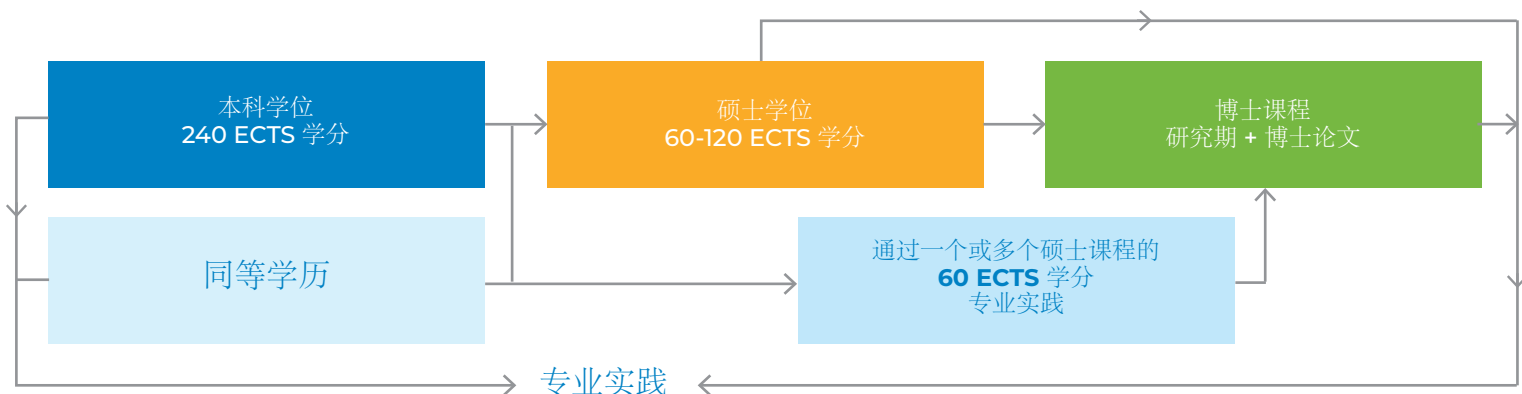 本科学位
240 ECTS 学分
硕士学位
60-120 ECTS 学分
博士课程
研究期 + 博士论文
同等学历
通过一个或多个硕士课程的
60 ECTS 学分
专业实践
专业实践